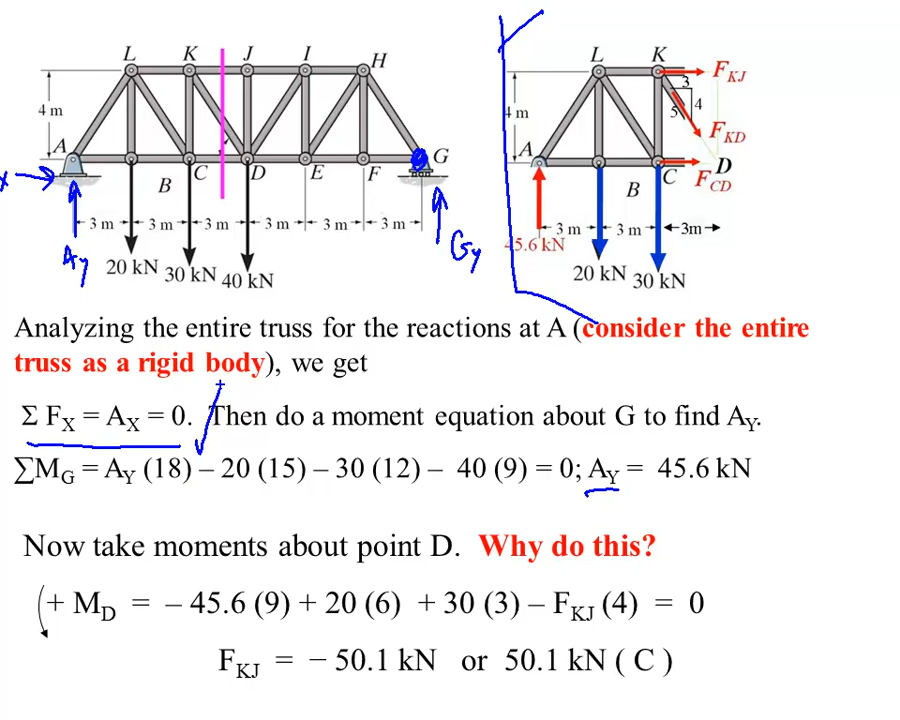 L K J I H
L K F_KJ
3
4 m
4 m
5 4
F_KD
A G
A D
B C D E F
B C F_CD
x
3 m 3 m 3 m 3 m 3 m 3 m
3 m 3 m 3m
A_y G_y
45.6 kN
20 kN 30 kN 40 kN
20 kN 30 kN
Analyzing the entire truss for the reactions at A (consider the entire
truss as a rigid body), we get
Σ F_X = A_X = 0. Then do a moment equation about G to find A_Y.
∑M_G = A_Y (18) – 20 (15) – 30 (12) – 40 (9) = 0; A_Y = 45.6 kN
Now take moments about point D. Why do this?
+ M_D = – 45.6 (9) + 20 (6) + 30 (3) – F_KJ (4) = 0
F_KJ = – 50.1 kN or 50.1 kN ( C )